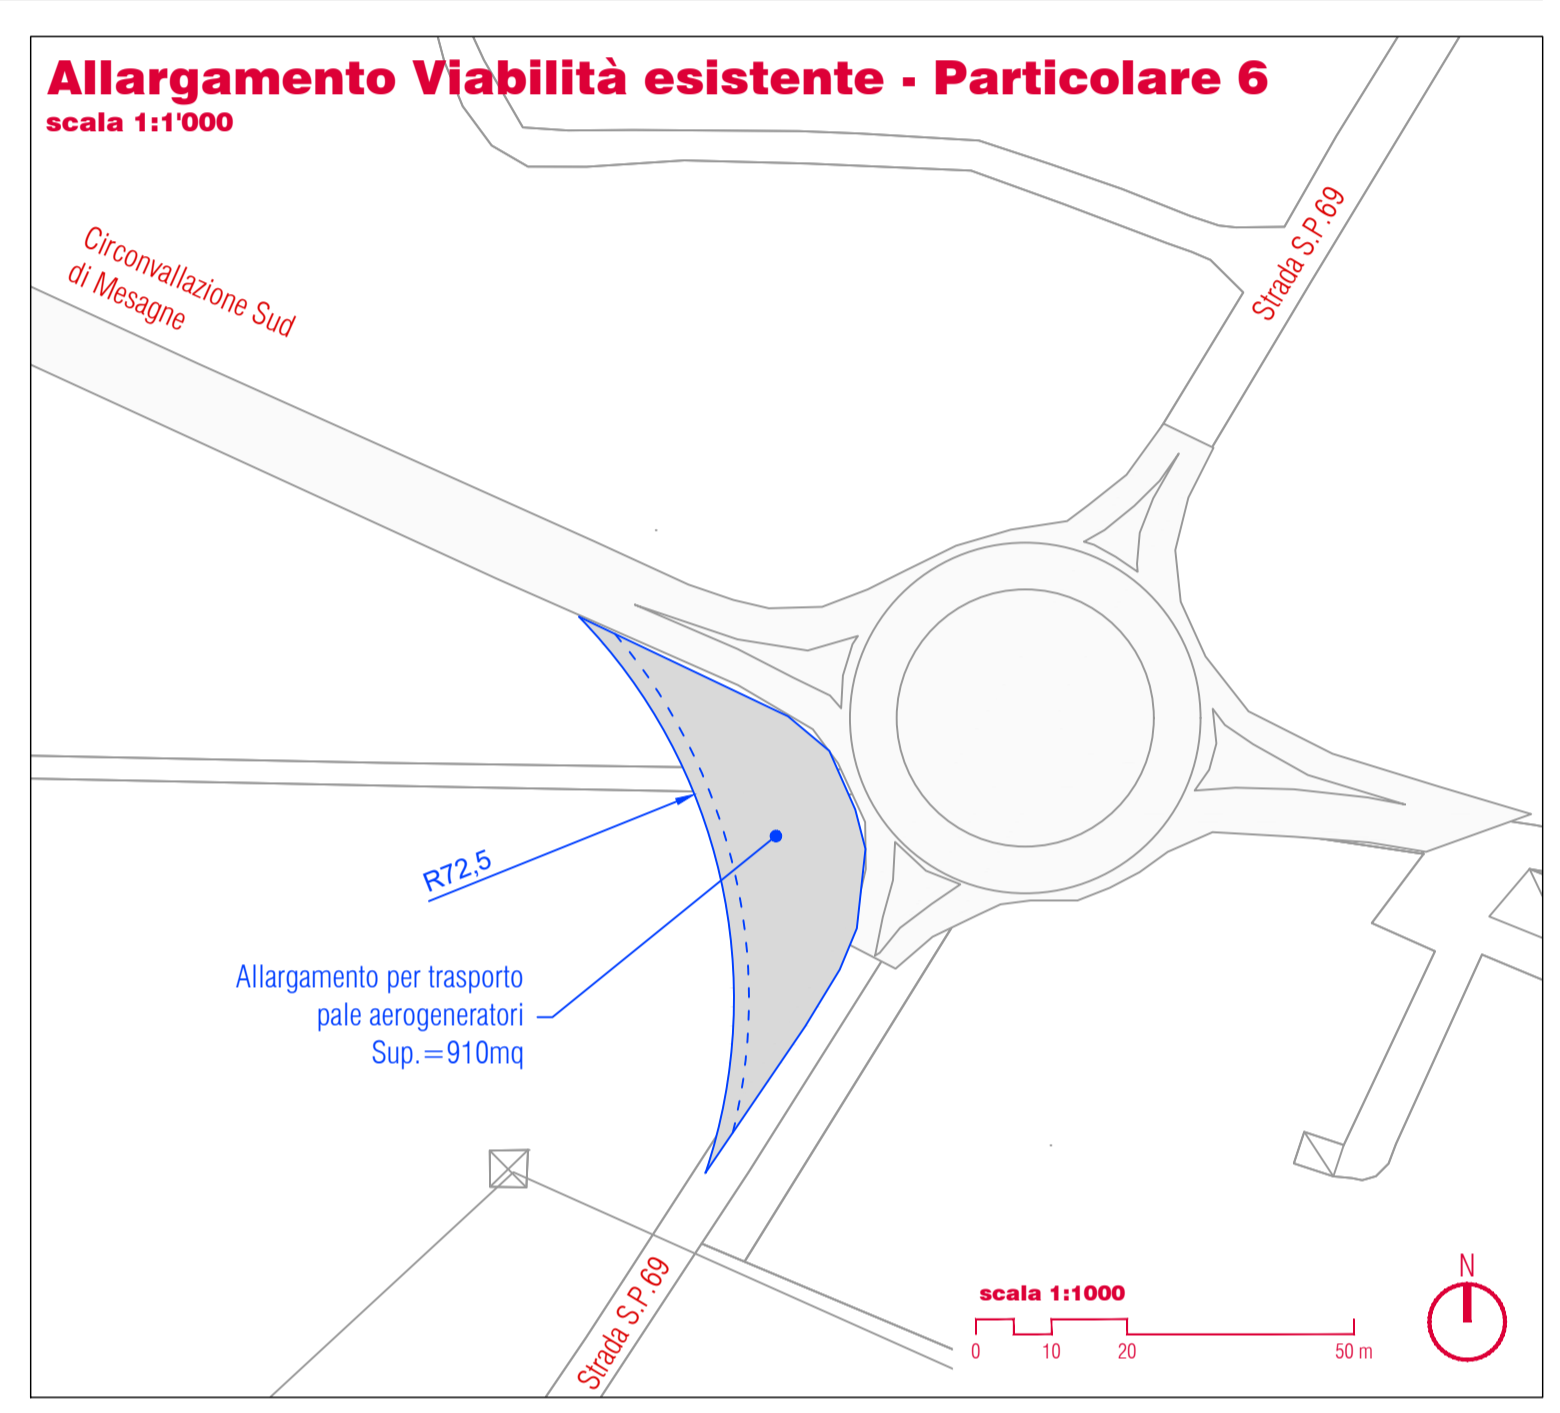 Allargamento Viabilità esistente - Particolare 6
scala 1:1'000
Circonvallazione Sud
di Mesagne
Strada S.P.69
R72,5
Allargamento per trasporto
pale aerogeneratori
Sup.=910mq
Strada S.P.69
scala 1:1000
0 10 20 50 m
N